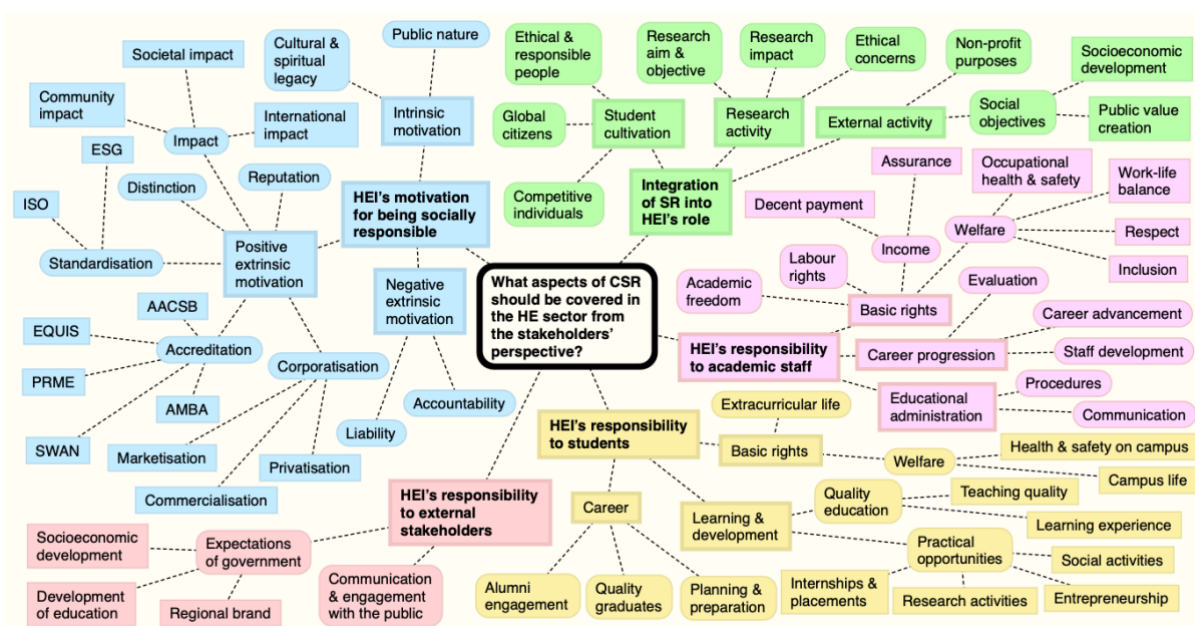 Societal impact
Cultural &
spiritual
legacy
Public nature
Community
impact
International
impact
Impact
Intrinsic
motivation
ESG
Distinction
Reputation
ISO
Standardisation
Positive
extrinsic
motivation
HEI's motivation
for being socially
responsible
Negative
extrinsic
motivation
AACSB
EQUIS
Accreditation
PRME
AMBA
SWAN
Corporatisation
Marketisation
Privatisation
Commercialisation
Liability
Accountability
Ethical &
responsible
people
Research
aim &
objective
Research
impact
Ethical
concerns
Non-profit
purposes
Socioeconomic
development
Global
citizens
Student
cultivation
Research
activity
External activity
Social
objectives
Public value
creation
Competitive
individuals
Integration
of SR into
HEI's role
What aspects of CSR
should be covered in
the HE sector from
the stakeholders'
perspective?
Assurance
Occupational
health & safety
Work-life
balance
Decent payment
Income
Welfare
Respect
Inclusion
Labour
rights
Academic
freedom
Basic rights
Evaluation
HEI's responsibility
to academic staff
Career progression
Career advancement
Staff development
Educational
administration
Procedures
Communication
HEI's responsibility
to students
Extracurricular life
Basic rights
Welfare
Health & safety on campus
Campus life
Career
Learning &
development
Quality
education
Teaching quality
Learning experience
Practical
opportunities
Social activities
Internships &
placements
Research activities
Entrepreneurship
Alumni
engagement
Quality
graduates
Planning &
preparation
HEI's responsibility
to external
stakeholders
Socioeconomic
development
Expectations
of government
Development
of education
Regional brand
Communication
& engagement
with the public